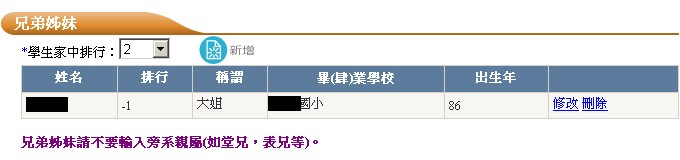 兄弟姊妹
*學生家中排行：2 新增
姓名 排行 稱謂 畢(肄)業學校 出生年
-1 大姐 國小 86 修改 刪除
兄弟姊妹請不要輸入旁系親屬(如堂兄，表兄等)。